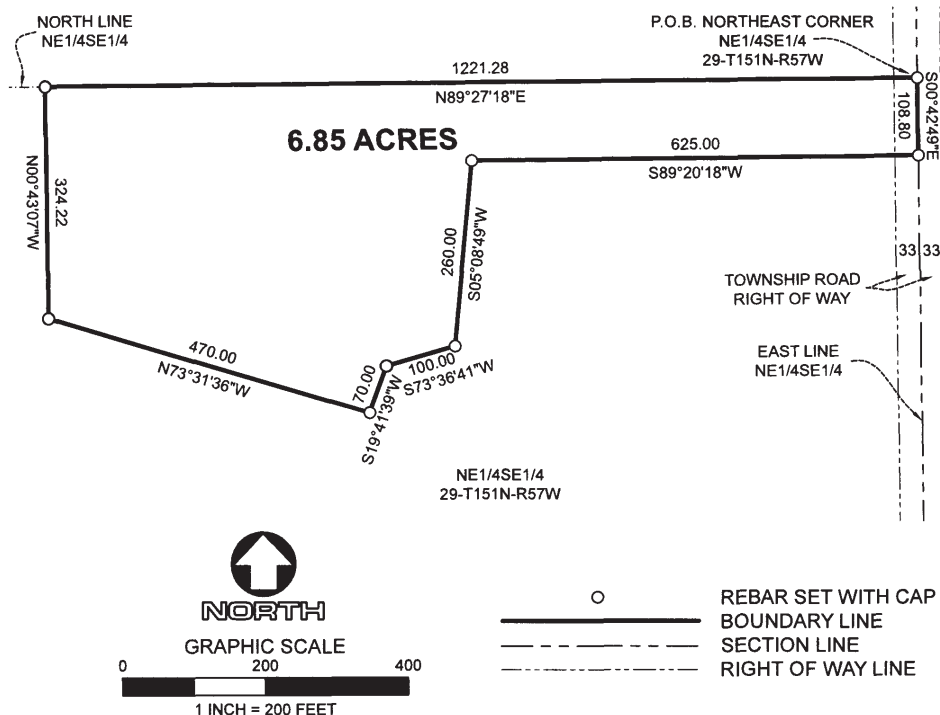 NORTH LINE
NE1/4SE1/4
P.O.B. NORTHEAST CORNER
NE1/4SE1/4
29-T151N-R57W
1221.28
N89°27'18"E
S00°42'49"E
108.80
6.85 ACRES
625.00
S89°20'18"W
324.22
N00°43'07"W
260.00
S05°08'49"W
33
33
TOWNSHIP ROAD
RIGHT OF WAY
EAST LINE
NE1/4SE1/4
470.00
N73°31'36"W
70.00
S19°41'39"W
100.00
S73°36'41"W
NE1/4SE1/4
29-T151N-R57W
NORTH
GRAPHIC SCALE
0 200 400
1 INCH = 200 FEET
REBAR SET WITH CAP
BOUNDARY LINE
SECTION LINE
RIGHT OF WAY LINE